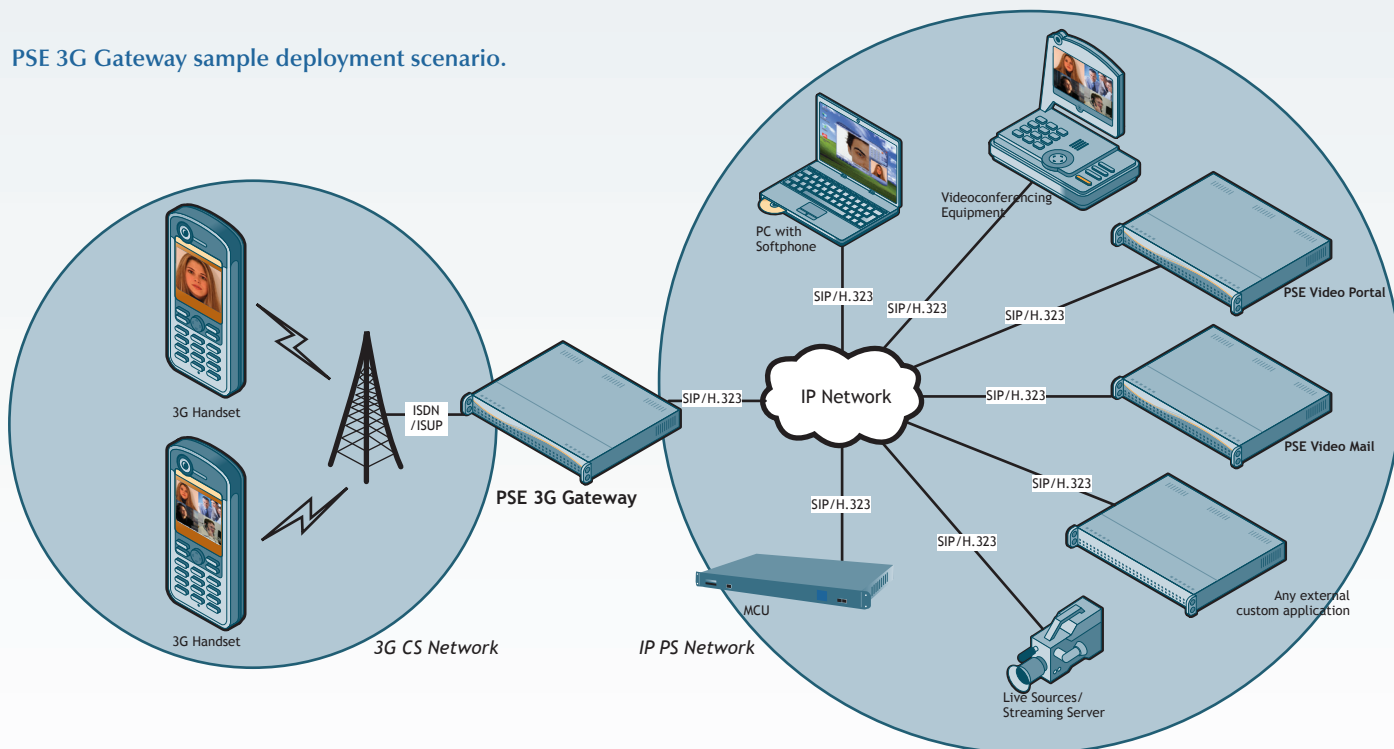 PSE 3G Gateway sample deployment scenario.
PC with
Softphone
Videoconferencing
Equipment
PSE Video Portal
SIP/H.323
SIP/H.323
SIP/H.323
3G Handset
ISDN
/ISUP
SIP/H.323
IP Network
SIP/H.323
PSE Video Mail
PSE 3G Gateway
SIP/H.323
SIP/H.323
SIP/H.323
Any external
custom application
MCU
3G Handset
3G CS Network
IP PS Network
Live Sources/
Streaming Server